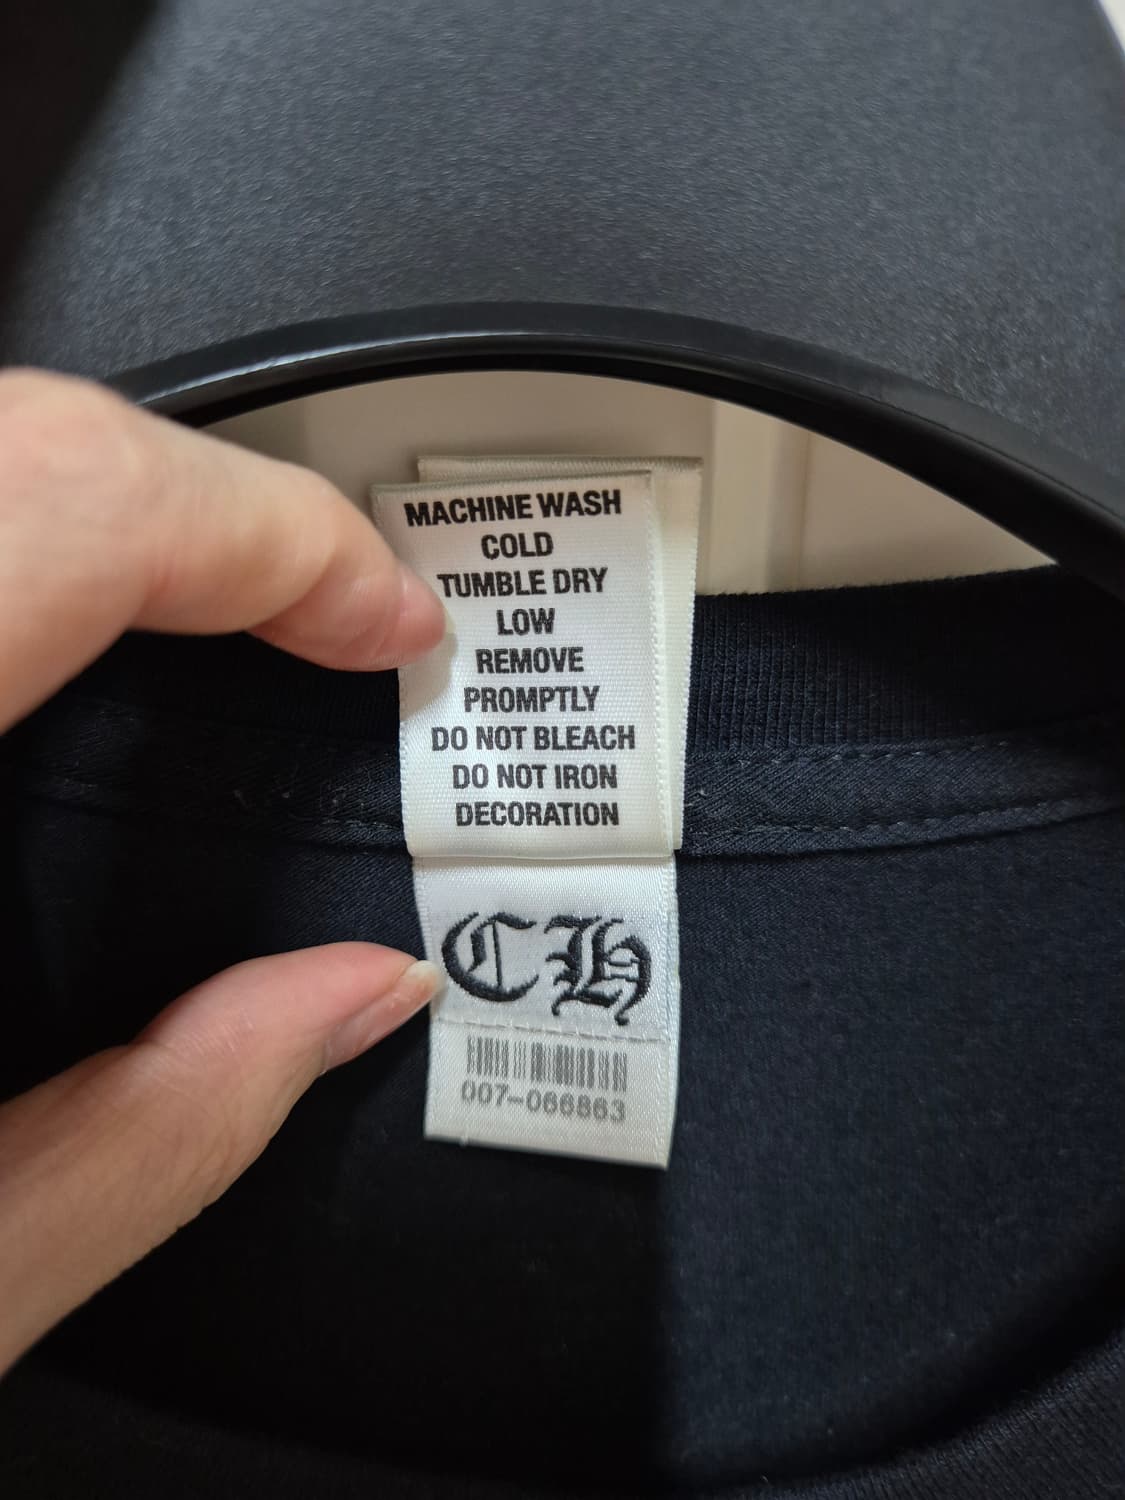 MACHINE WASH
COLD
TUMBLE DRY
LOW
REMOVE
PROMPTLY
DO NOT BLEACH
DO NOT IRON
DECORATION
CH
007-066863